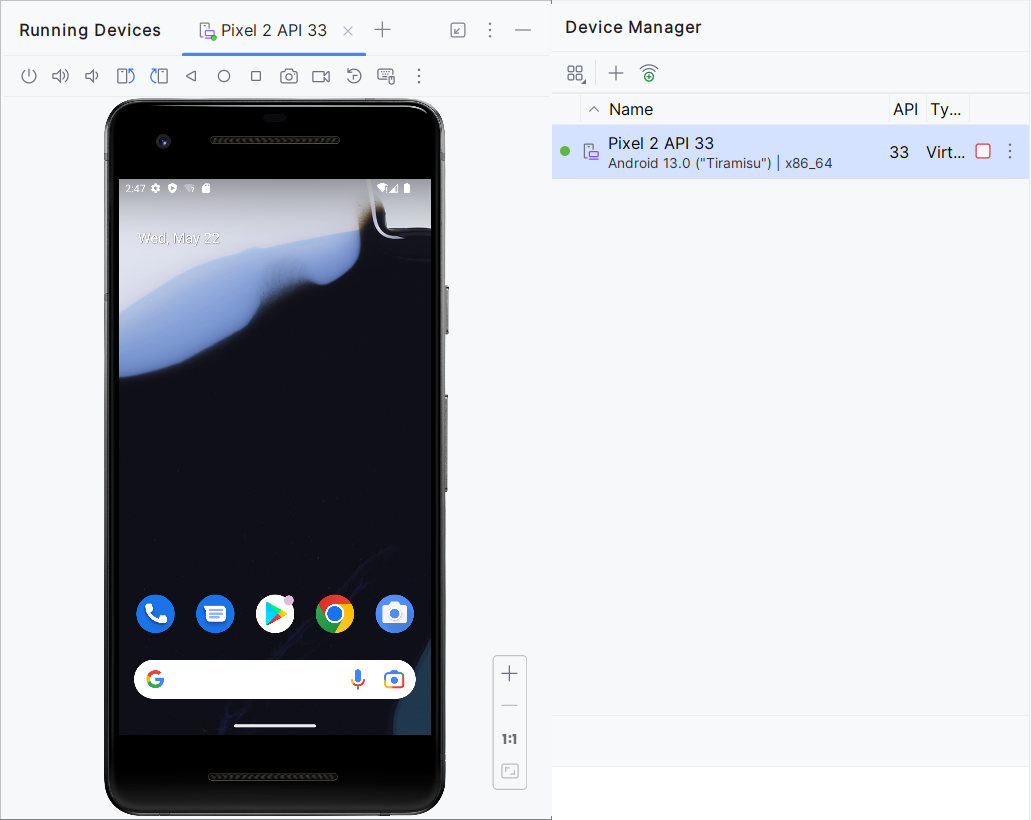 Running Devices
Pixel 2 API 33
2:47
Wed, May 22
1:1
Device Manager
Name API Ty...
Pixel 2 API 33
Android 13.0 ("Tiramisu") | x86_64
33 Virt...